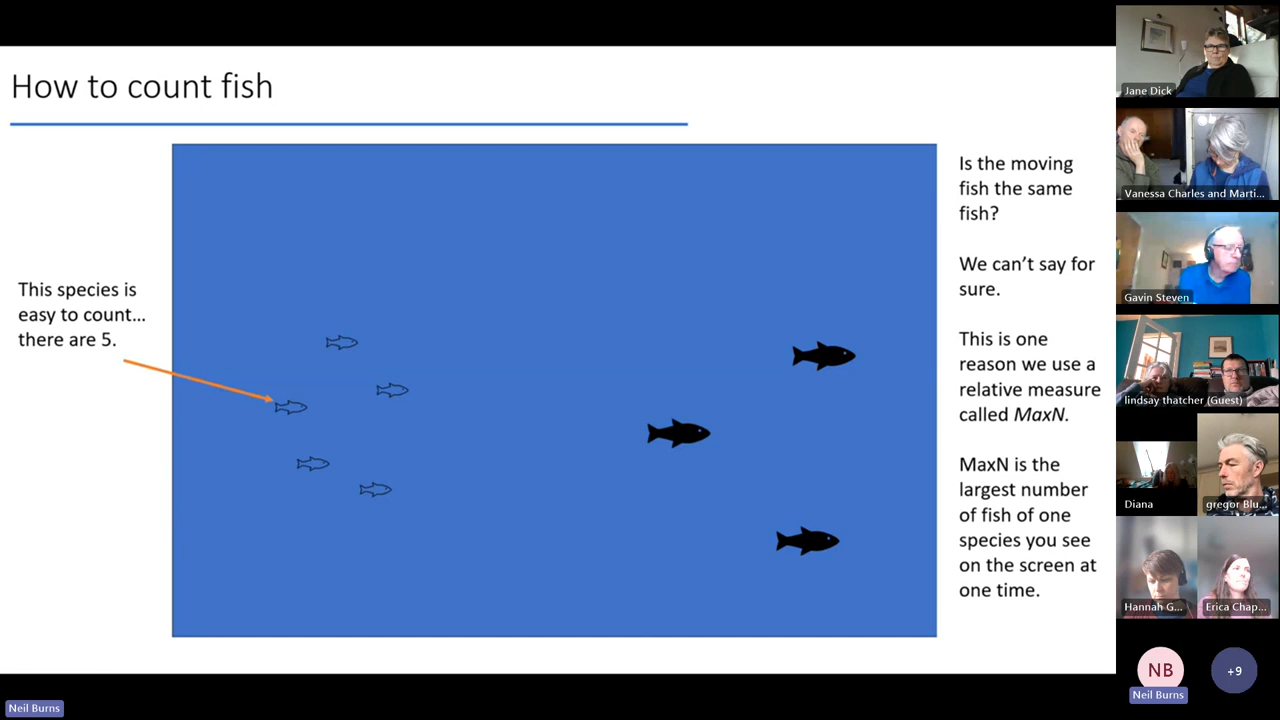 How to count fish
This species is
easy to count...
there are 5.
Is the moving
fish the same
fish?
We can't say for
sure.
This is one
reason we use a
relative measure
called MaxN.
MaxN is the
largest number
of fish of one
species you see
on the screen at
one time.
Jane Dick
Vanessa Charles and Marti...
Gavin Steven
lindsay thatcher (Guest)
Diana
gregor Blu...
Hannah G...
Erica Chap...
NB
+9
Neil Burns
Neil Burns